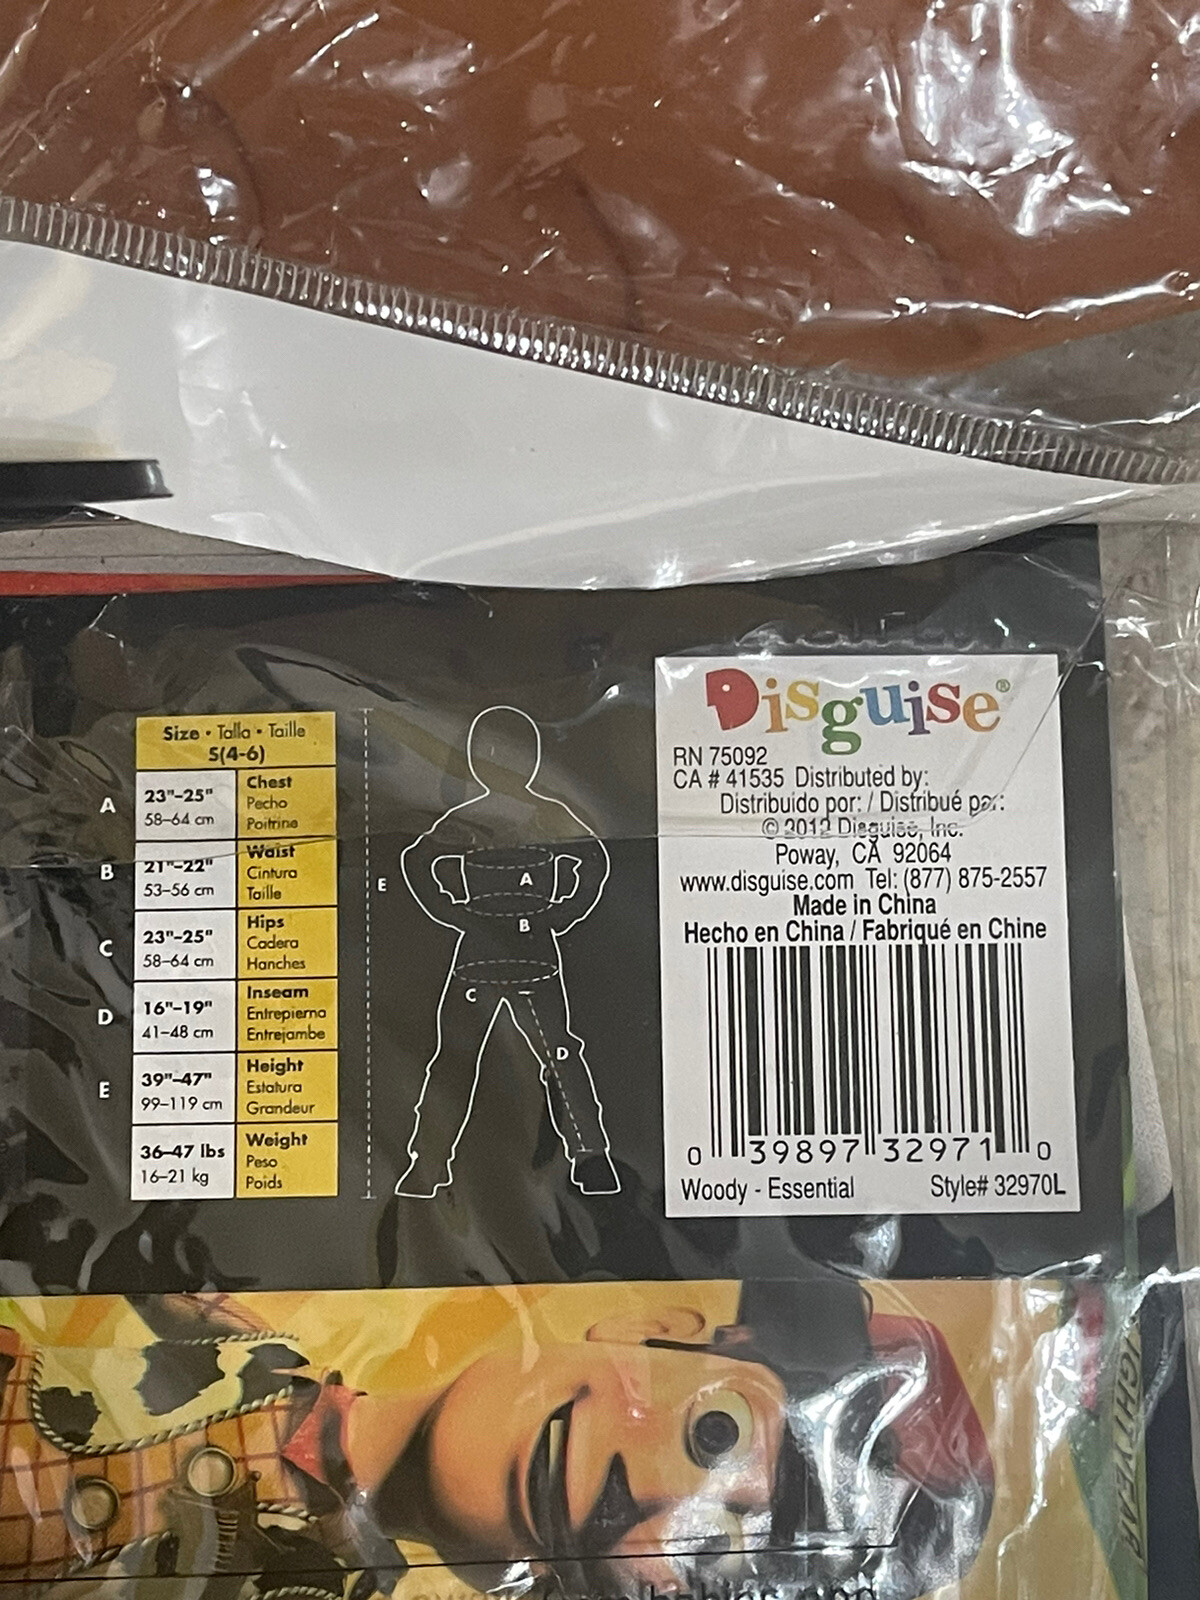 Size • Talla • Taille
S(4-6)
A
23"-25"
58-64 cm
Chest
Pecho
Poitrine
B
21"-22"
53-56 cm
Waist
Cintura
Taille
C
23"-25"
58-64 cm
Hips
Cadera
Hanches
D
16"-19"
41-48 cm
Inseam
Entrepierna
Entrejambe
E
39"-47"
99-119 cm
Height
Estatura
Grandeur
36-47 lbs
16-21 kg
Weight
Peso
Poids
E
A
B
C
D
Disguise®
RN 75092
CA # 41535 Distributed by:
Distribuido por: / Distribué par:
© 2012 Disguise, Inc.
Poway, CA 92064
www.disguise.com Tel: (877) 875-2557
Made in China
Hecho en China / Fabriqué en Chine
0 39897 32971 0
Woody - Essential Style# 32970L